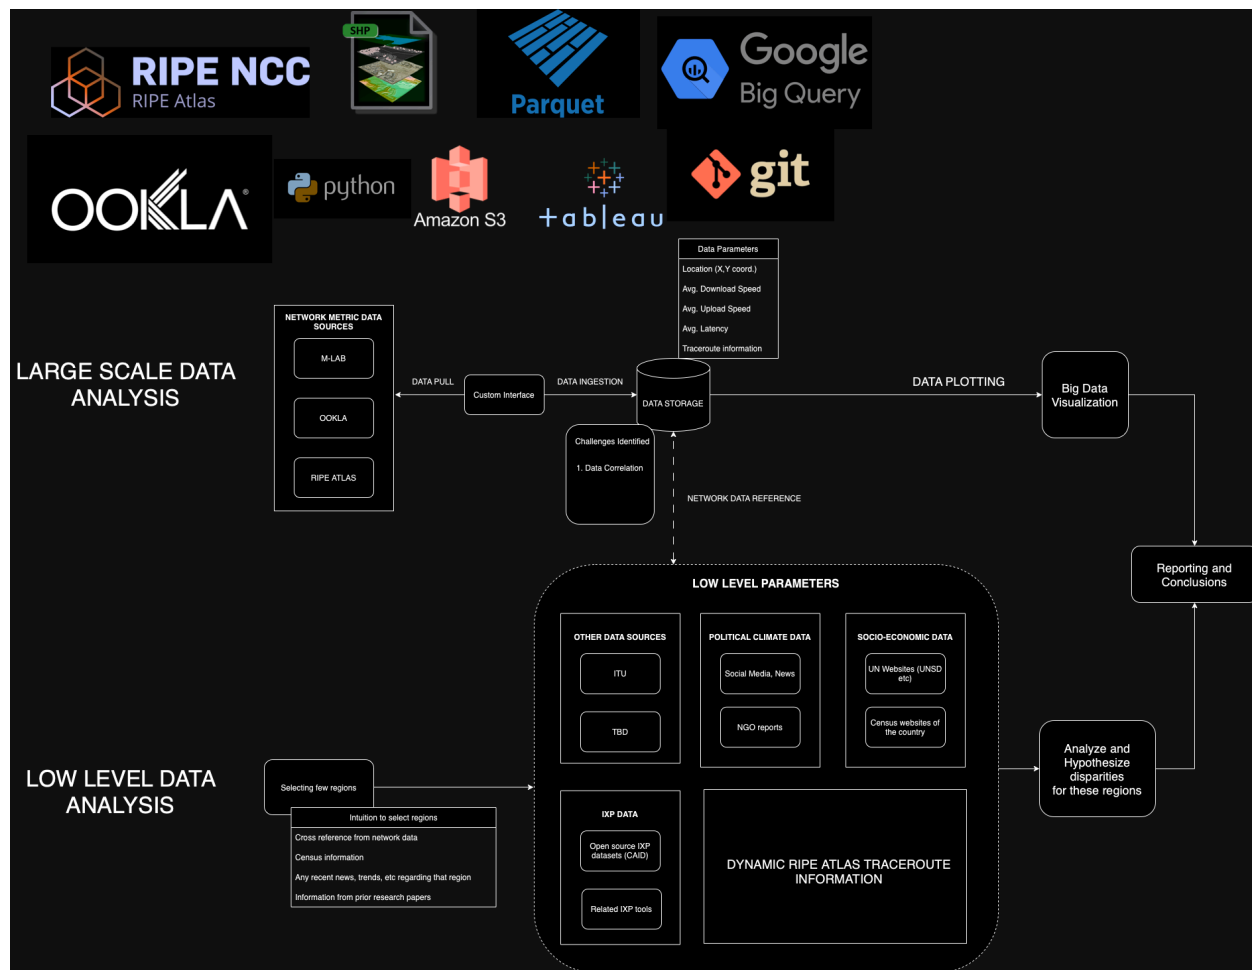 RIPE NCC
RIPE Atlas
SHP
Parquet
Google
Big Query
OOKLA®
python
Amazon S3
+ableau
git
Data Parameters
Location (X,Y coord.)
Avg. Download Speed
Avg. Upload Speed
Avg. Latency
Traceroute information
LARGE SCALE DATA
ANALYSIS
NETWORK METRIC DATA
SOURCES
M-LAB
OOKLA
RIPE ATLAS
DATA PULL
Custom Interface
DATA INGESTION
DATA STORAGE
Challenges Identified
1. Data Correlation
DATA PLOTTING
Big Data
Visualization
NETWORK DATA REFERENCE
Reporting and
Conclusions
LOW LEVEL DATA
ANALYSIS
Selecting few regions
Intuition to select regions
Cross reference from network data
Census information
Any recent news, trends, etc regarding that region
Information from prior research papers
LOW LEVEL PARAMETERS
OTHER DATA SOURCES
ITU
TBD
POLITICAL CLIMATE DATA
Social Media, News
NGO reports
SOCIO-ECONOMIC DATA
UN Websites (UNSD
etc)
Census websites of
the country
IXP DATA
Open source IXP
datasets (CAID)
Related IXP tools
DYNAMIC RIPE ATLAS TRACEROUTE
INFORMATION
Analyze and
Hypothesize
disparities
for these regions